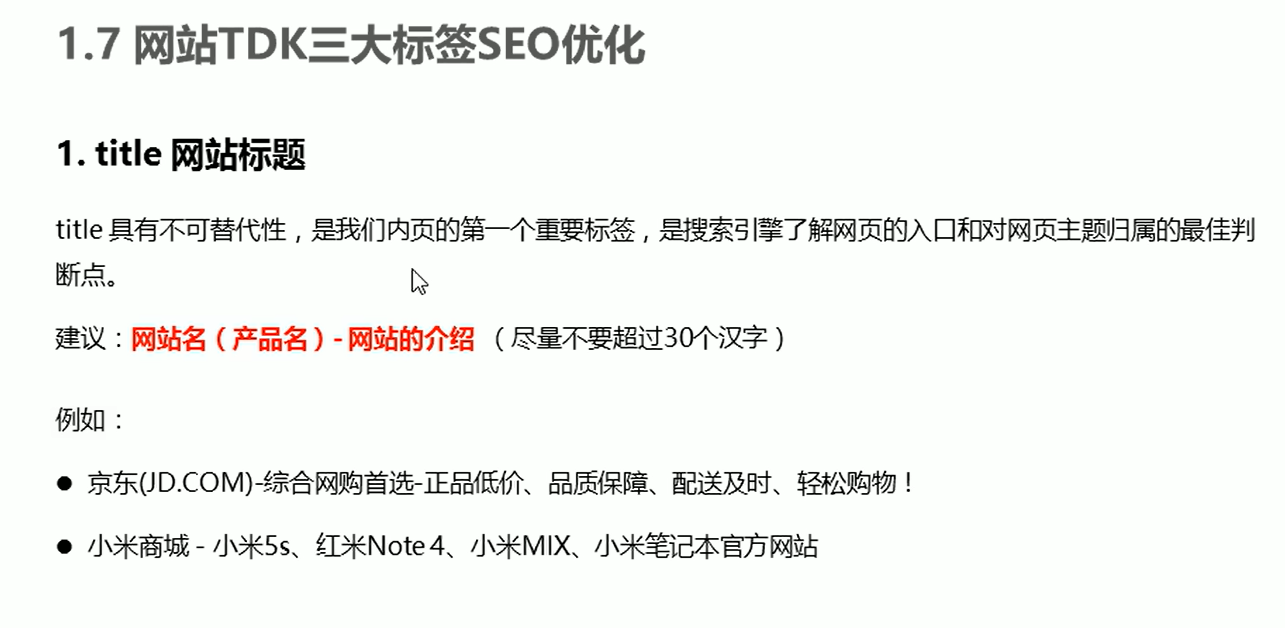 1.7 网站TDK三大标签SEO优化
1. title 网站标题
title 具有不可替代性，是我们内页的第一个重要标签，是搜索引擎了解网页的入口和对网页主题归属的最佳判
断点。
建议：网站名（产品名）- 网站的介绍 （尽量不要超过30个汉字）
例如：
● 京东(JD.COM)-综合网购首选-正品低价、品质保障、配送及时、轻松购物！
● 小米商城 - 小米5s、红米Note 4、小米MIX、小米笔记本官方网站